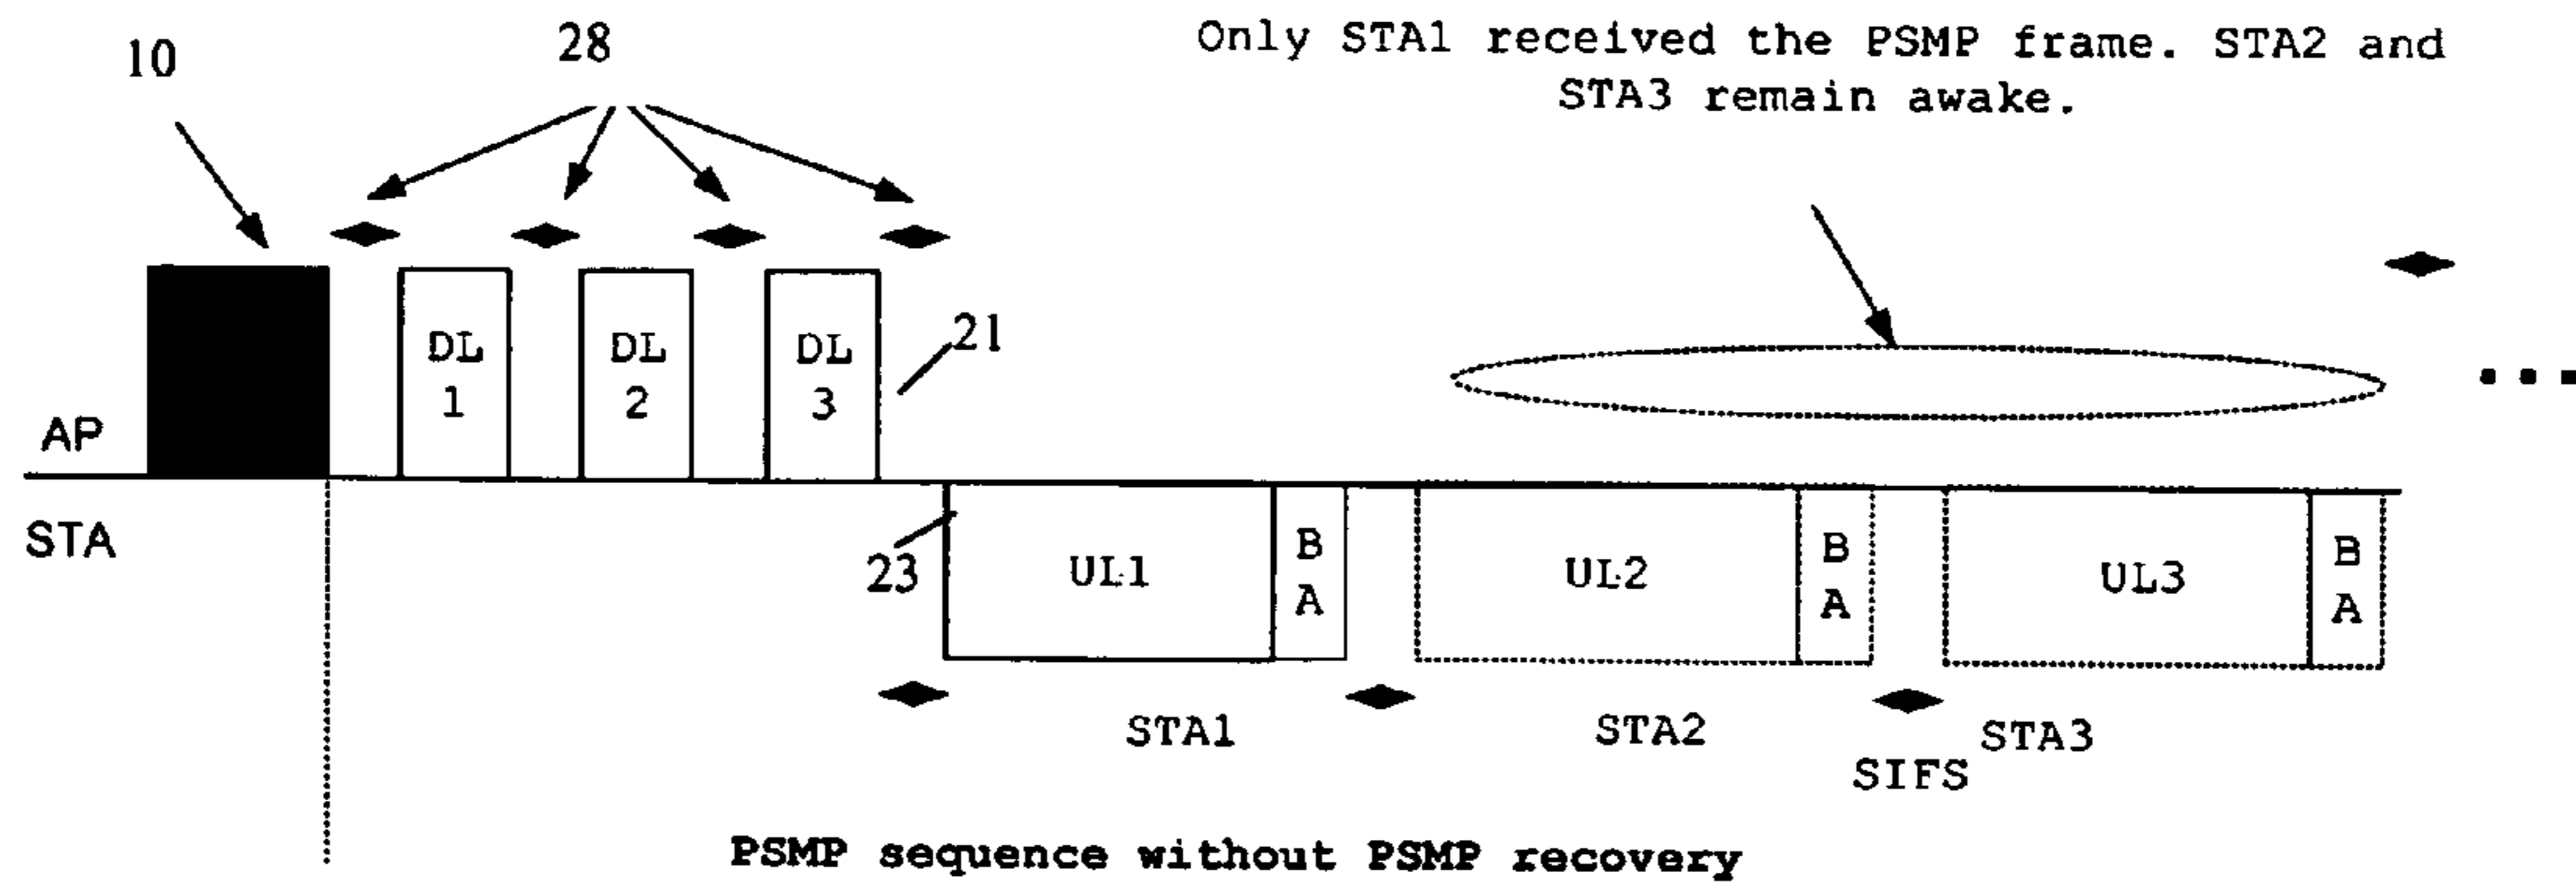 10
28
Only STA1 received the PSMP frame. STA2 and
STA3 remain awake.
DL
1
DL
2
DL
3
21
AP
STA
23
UL1
B
A
UL2
B
A
UL3
B
A
STA1
STA2
STA3
SIFS
PSMP sequence without PSMP recovery